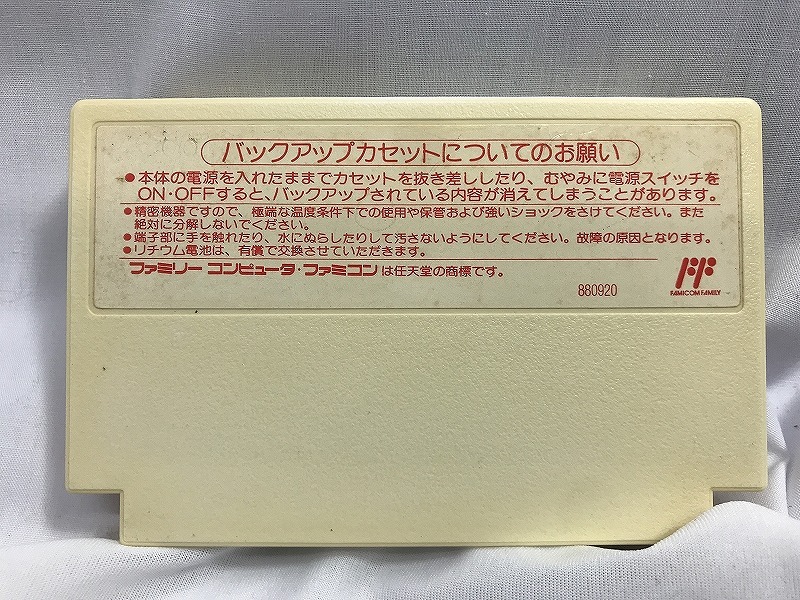 バックアップカセットについてのお願い
●本体の電源を入れたままでカセットを抜き差ししたり、むやみに電源スイッチを
ON・OFFすると、バックアップされている内容が消えてしまうことがあります。
●精密機器ですので、極端な温度条件下での使用や保管および強いショックをさけてください。また
絶対に分解しないでください。
●端子部に手を触れたり、水にぬらしたりして汚さないようにしてください。故障の原因となります。
●リチウム電池は、有償で交換させていただきます。
ファミリー コンピュータ・ファミコン は任天堂の商標です。
880920
FAMICOM FAMILY